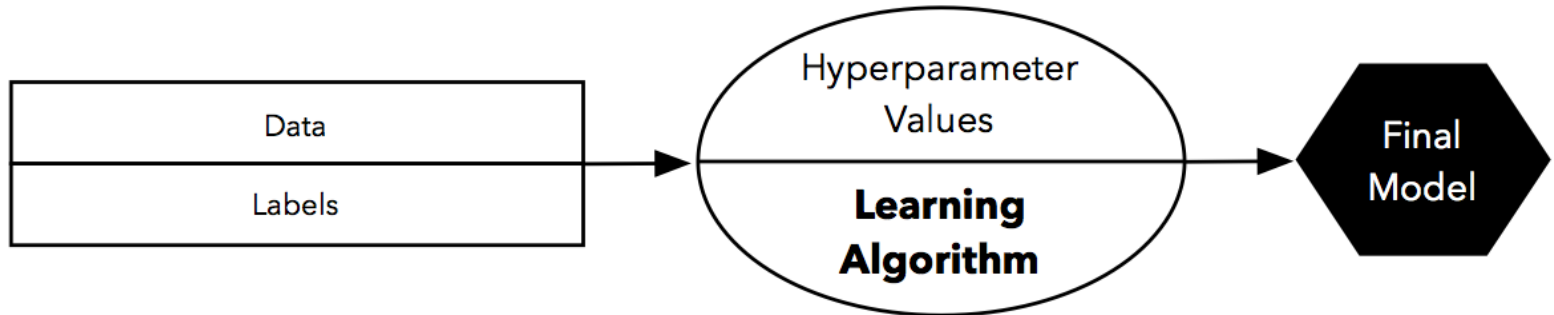 Data
Labels
Hyperparameter
Values
Learning
Algorithm
Final
Model